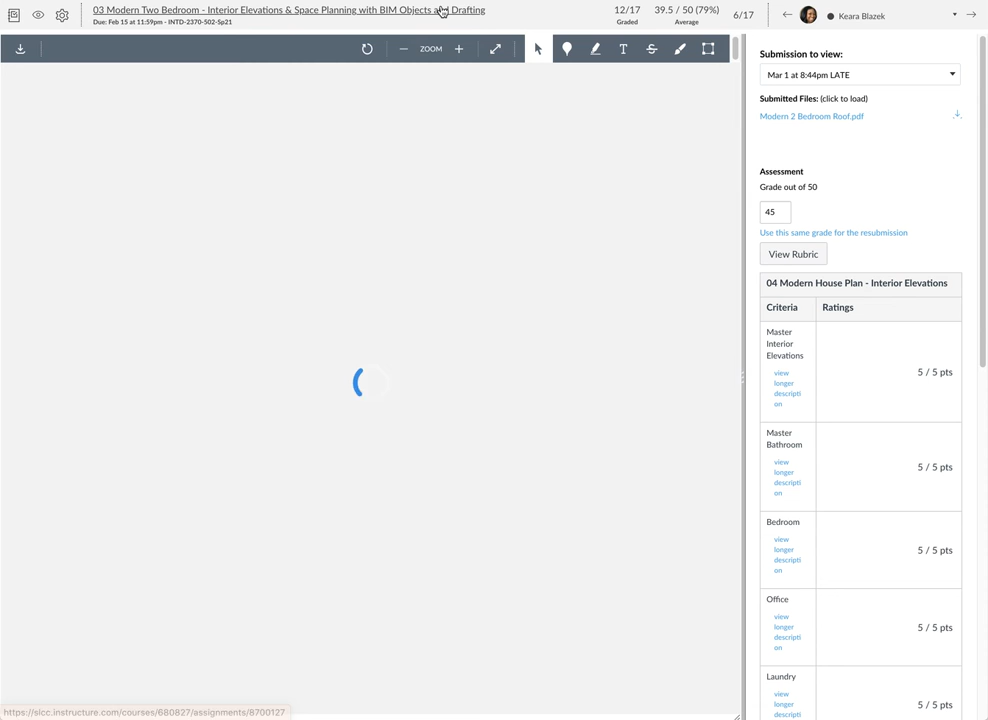 03 Modern Two Bedroom - Interior Elevations & Space Planning with BIM Objects and Drafting
Due: Feb 15 at 11:59pm - INTD-2370-502-Sp21
12/17
Graded
39.5 / 50 (79%)
Average
6/17
Keara Blazek
ZOOM
T
S
Submission to view:
Mar 1 at 8:44pm LATE
Submitted Files: (click to load)
Modern 2 Bedroom Roof.pdf
Assessment
Grade out of 50
45
Use this same grade for the resubmission
View Rubric
04 Modern House Plan - Interior Elevations
Criteria
Ratings
Master
Interior
Elevations
view
longer
descripti
on
5 / 5 pts
Master
Bathroom
view
longer
descripti
on
5 / 5 pts
Bedroom
view
longer
descripti
on
5 / 5 pts
Office
view
longer
descripti
on
5 / 5 pts
Laundry
view
longer
descripti
5 / 5 pts
https://slcc.instructure.com/courses/680827/assignments/8700127